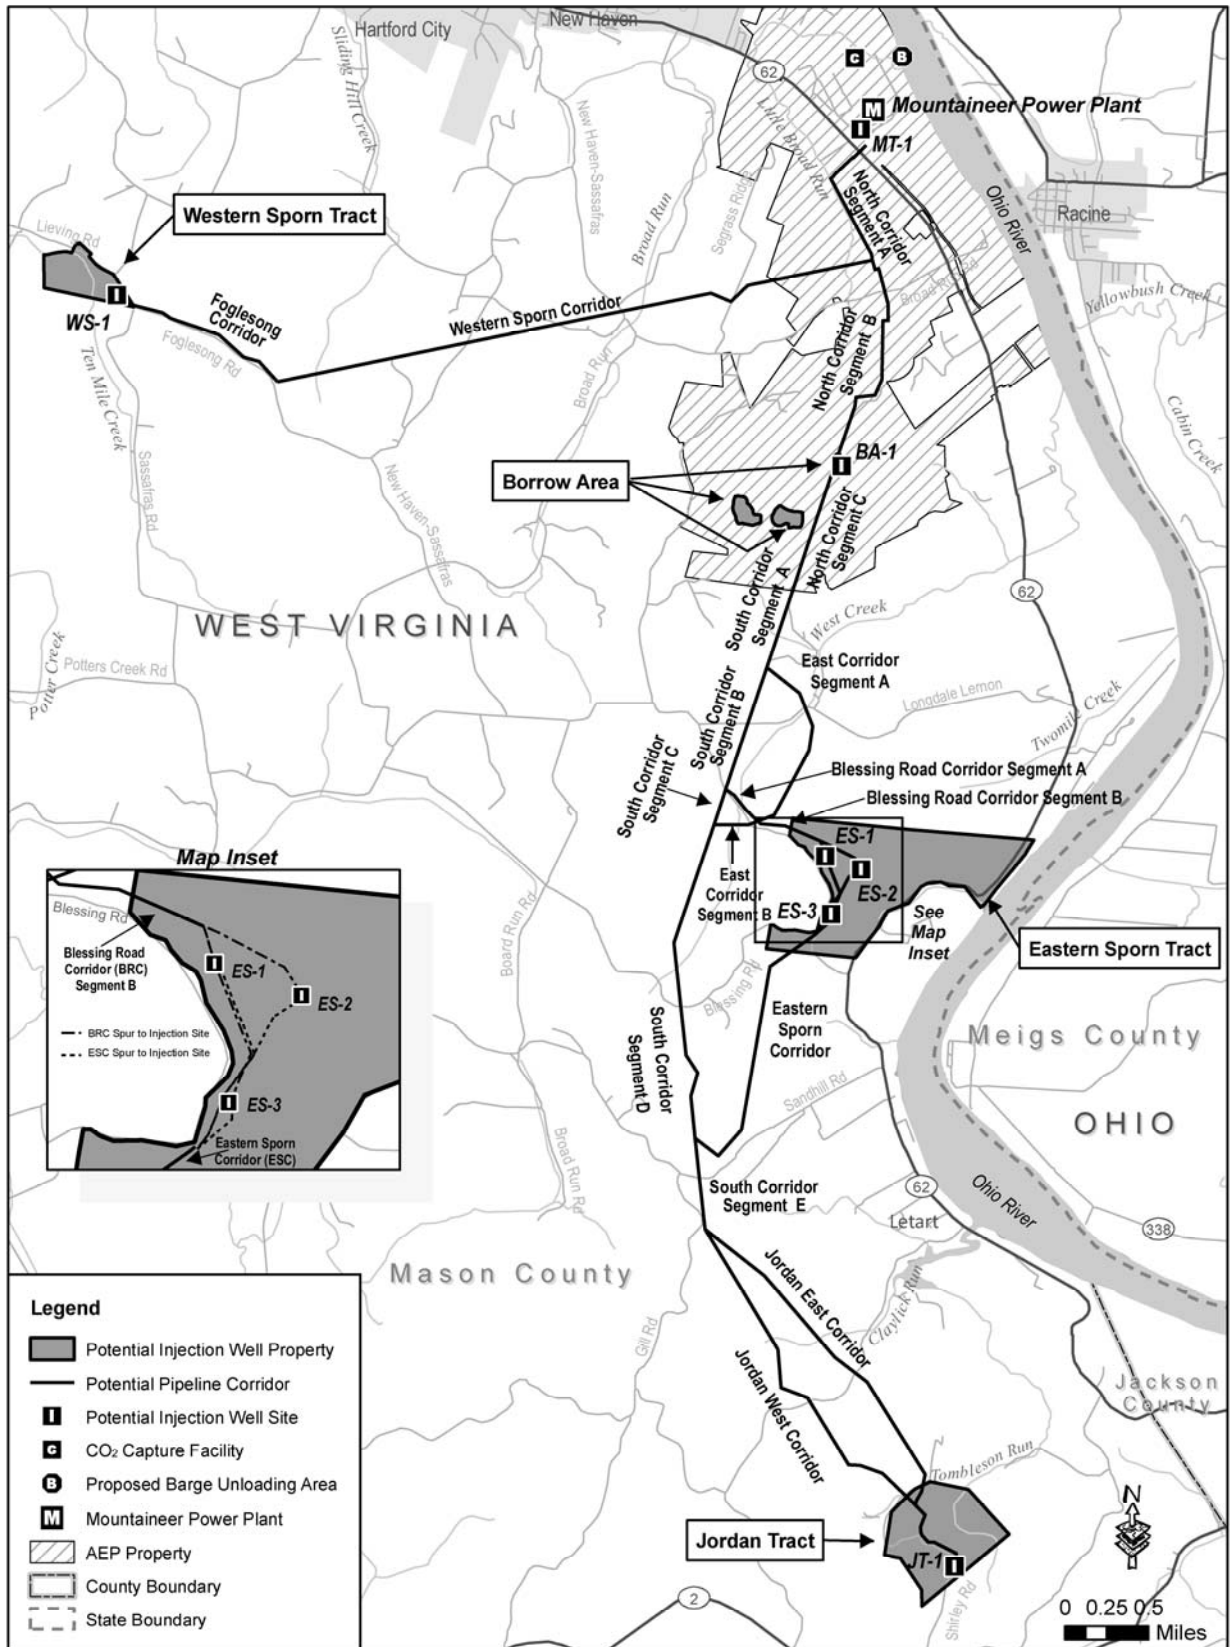 Hartford City
New Haven
Sliding Hill Creek
62
C
B
M
Mountaineer Power Plant
I
MT-1
Little Broad Run
New Haven-Sassafras
Broad Run
Segrass Ridge
North Corridor
Segment A
Ohio River
Racine
Western Sporn Tract
Lieving Rd
I
WS-1
Foglesong
Corridor
Foglesong Rd
Western Sporn Corridor
Broad Run Rd
Yellowbush Creek
North Corridor
Segment B
Ten Mile Creek
Broad Run
Cabin Creek
Sassafras Rd
New Haven-Sassafras
Borrow Area
I
BA-1
North Corridor
Segment C
South Corridor
Segment A
62
WEST VIRGINIA
West Creek
Potter Creek
Potters Creek Rd
East Corridor
Segment A
Longdale Lemon
Twomile Creek
South Corridor
Segment B
South Corridor
Segment C
Blessing Road Corridor Segment A
Blessing Road Corridor Segment B
Map Inset
ES-1
I
I
ES-2
East
Corridor
Segment B
ES-3
I
See
Map
Inset
Eastern Sporn Tract
Board Run Rd
Blessing Rd
Blessing Rd
Blessing Road
Corridor (BRC)
Segment B
I
ES-1
I
ES-2
BRC Spur to Injection Site
ESC Spur to Injection Site
I
ES-3
Eastern Sporn
Corridor (ESC)
Eastern
Sporn
Corridor
South Corridor
Segment D
Meigs County
Sandhill Rd
OHIO
Broad Run Rd
South Corridor
Segment E
62
Letart
Ohio River
338
Mason County
Jordan East Corridor
Claylick Run
Gill Rd
Jordan West Corridor
Jackson
County
Tombleson Run
Jordan Tract
JT-1
I
Shirley Rd
2
N
0 0.25 0.5
Miles
Legend
Potential Injection Well Property
Potential Pipeline Corridor
I Potential Injection Well Site
C CO₂ Capture Facility
B Proposed Barge Unloading Area
M Mountaineer Power Plant
AEP Property
County Boundary
State Boundary